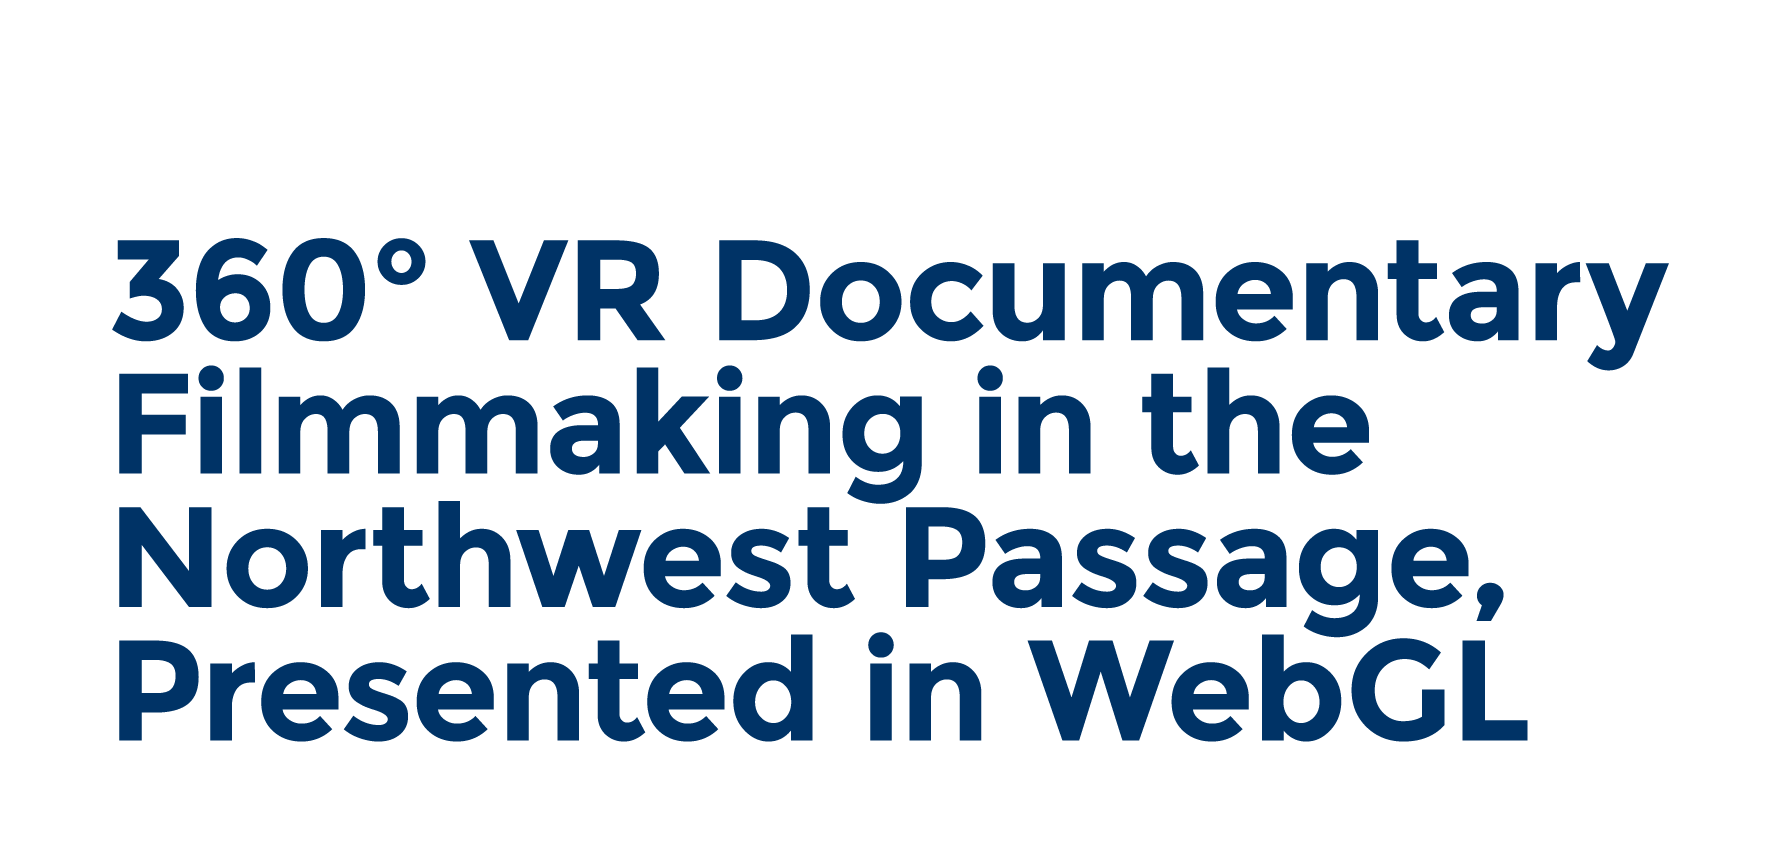 360° VR Documentary
Filmmaking in the
Northwest Passage,
Presented in WebGL